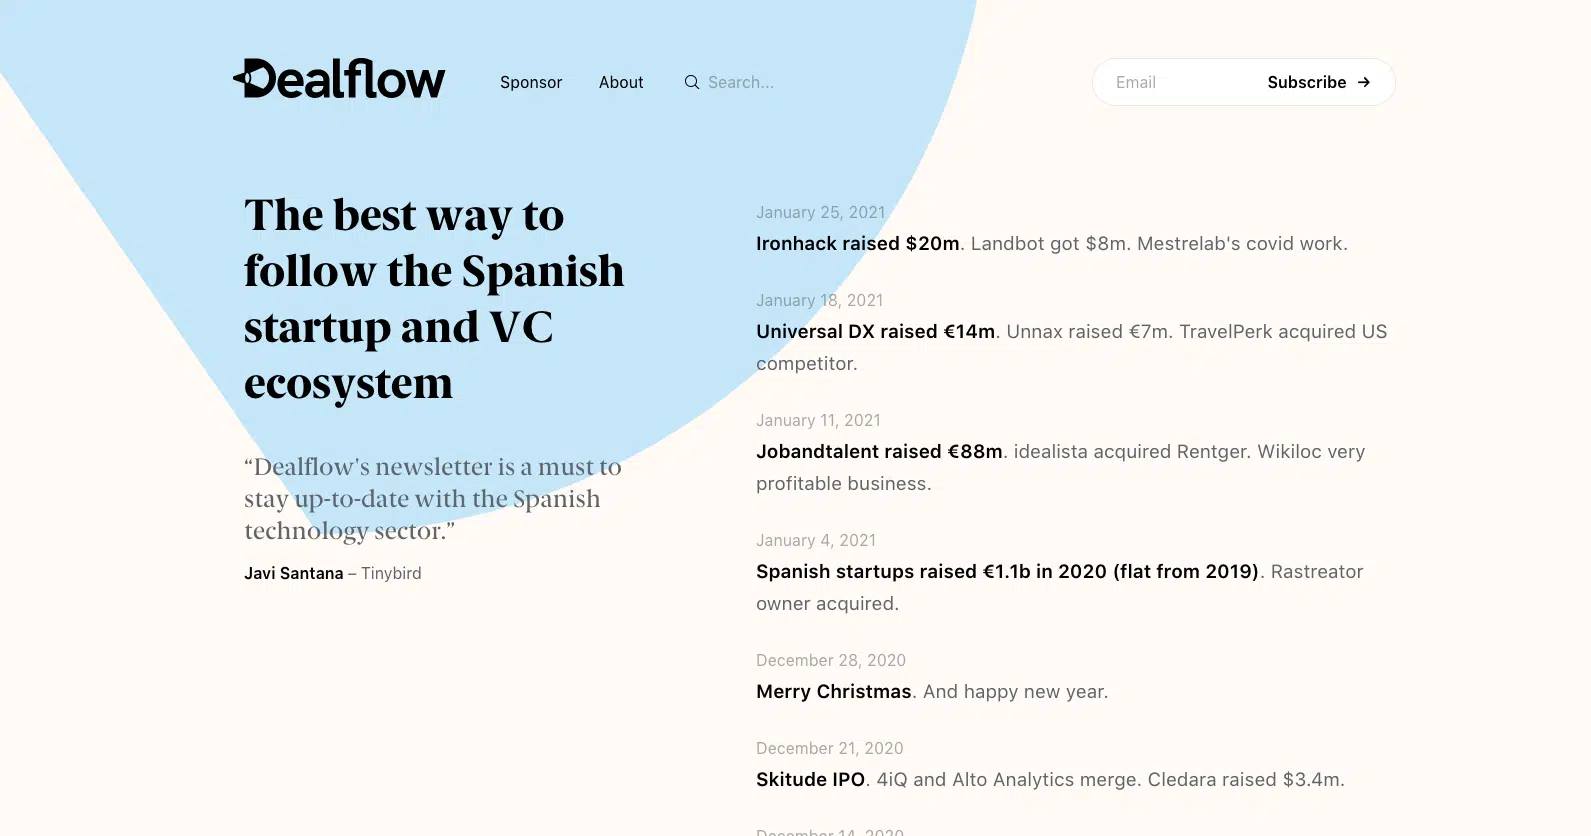 Dealflow
Sponsor
About
Search...
Email
Subscribe →
The best way to
follow the Spanish
startup and VC
ecosystem
“Dealflow's newsletter is a must to
stay up-to-date with the Spanish
technology sector.”
Javi Santana – Tinybird
January 25, 2021
Ironhack raised $20m. Landbot got $8m. Mestrelab's covid work.
January 18, 2021
Universal DX raised €14m. Unnax raised €7m. TravelPerk acquired US
competitor.
January 11, 2021
Jobandtalent raised €88m. idealista acquired Rentger. Wikiloc very
profitable business.
January 4, 2021
Spanish startups raised €1.1b in 2020 (flat from 2019). Rastreator
owner acquired.
December 28, 2020
Merry Christmas. And happy new year.
December 21, 2020
Skitude IPO. 4iQ and Alto Analytics merge. Cledara raised $3.4m.
December 14, 2020